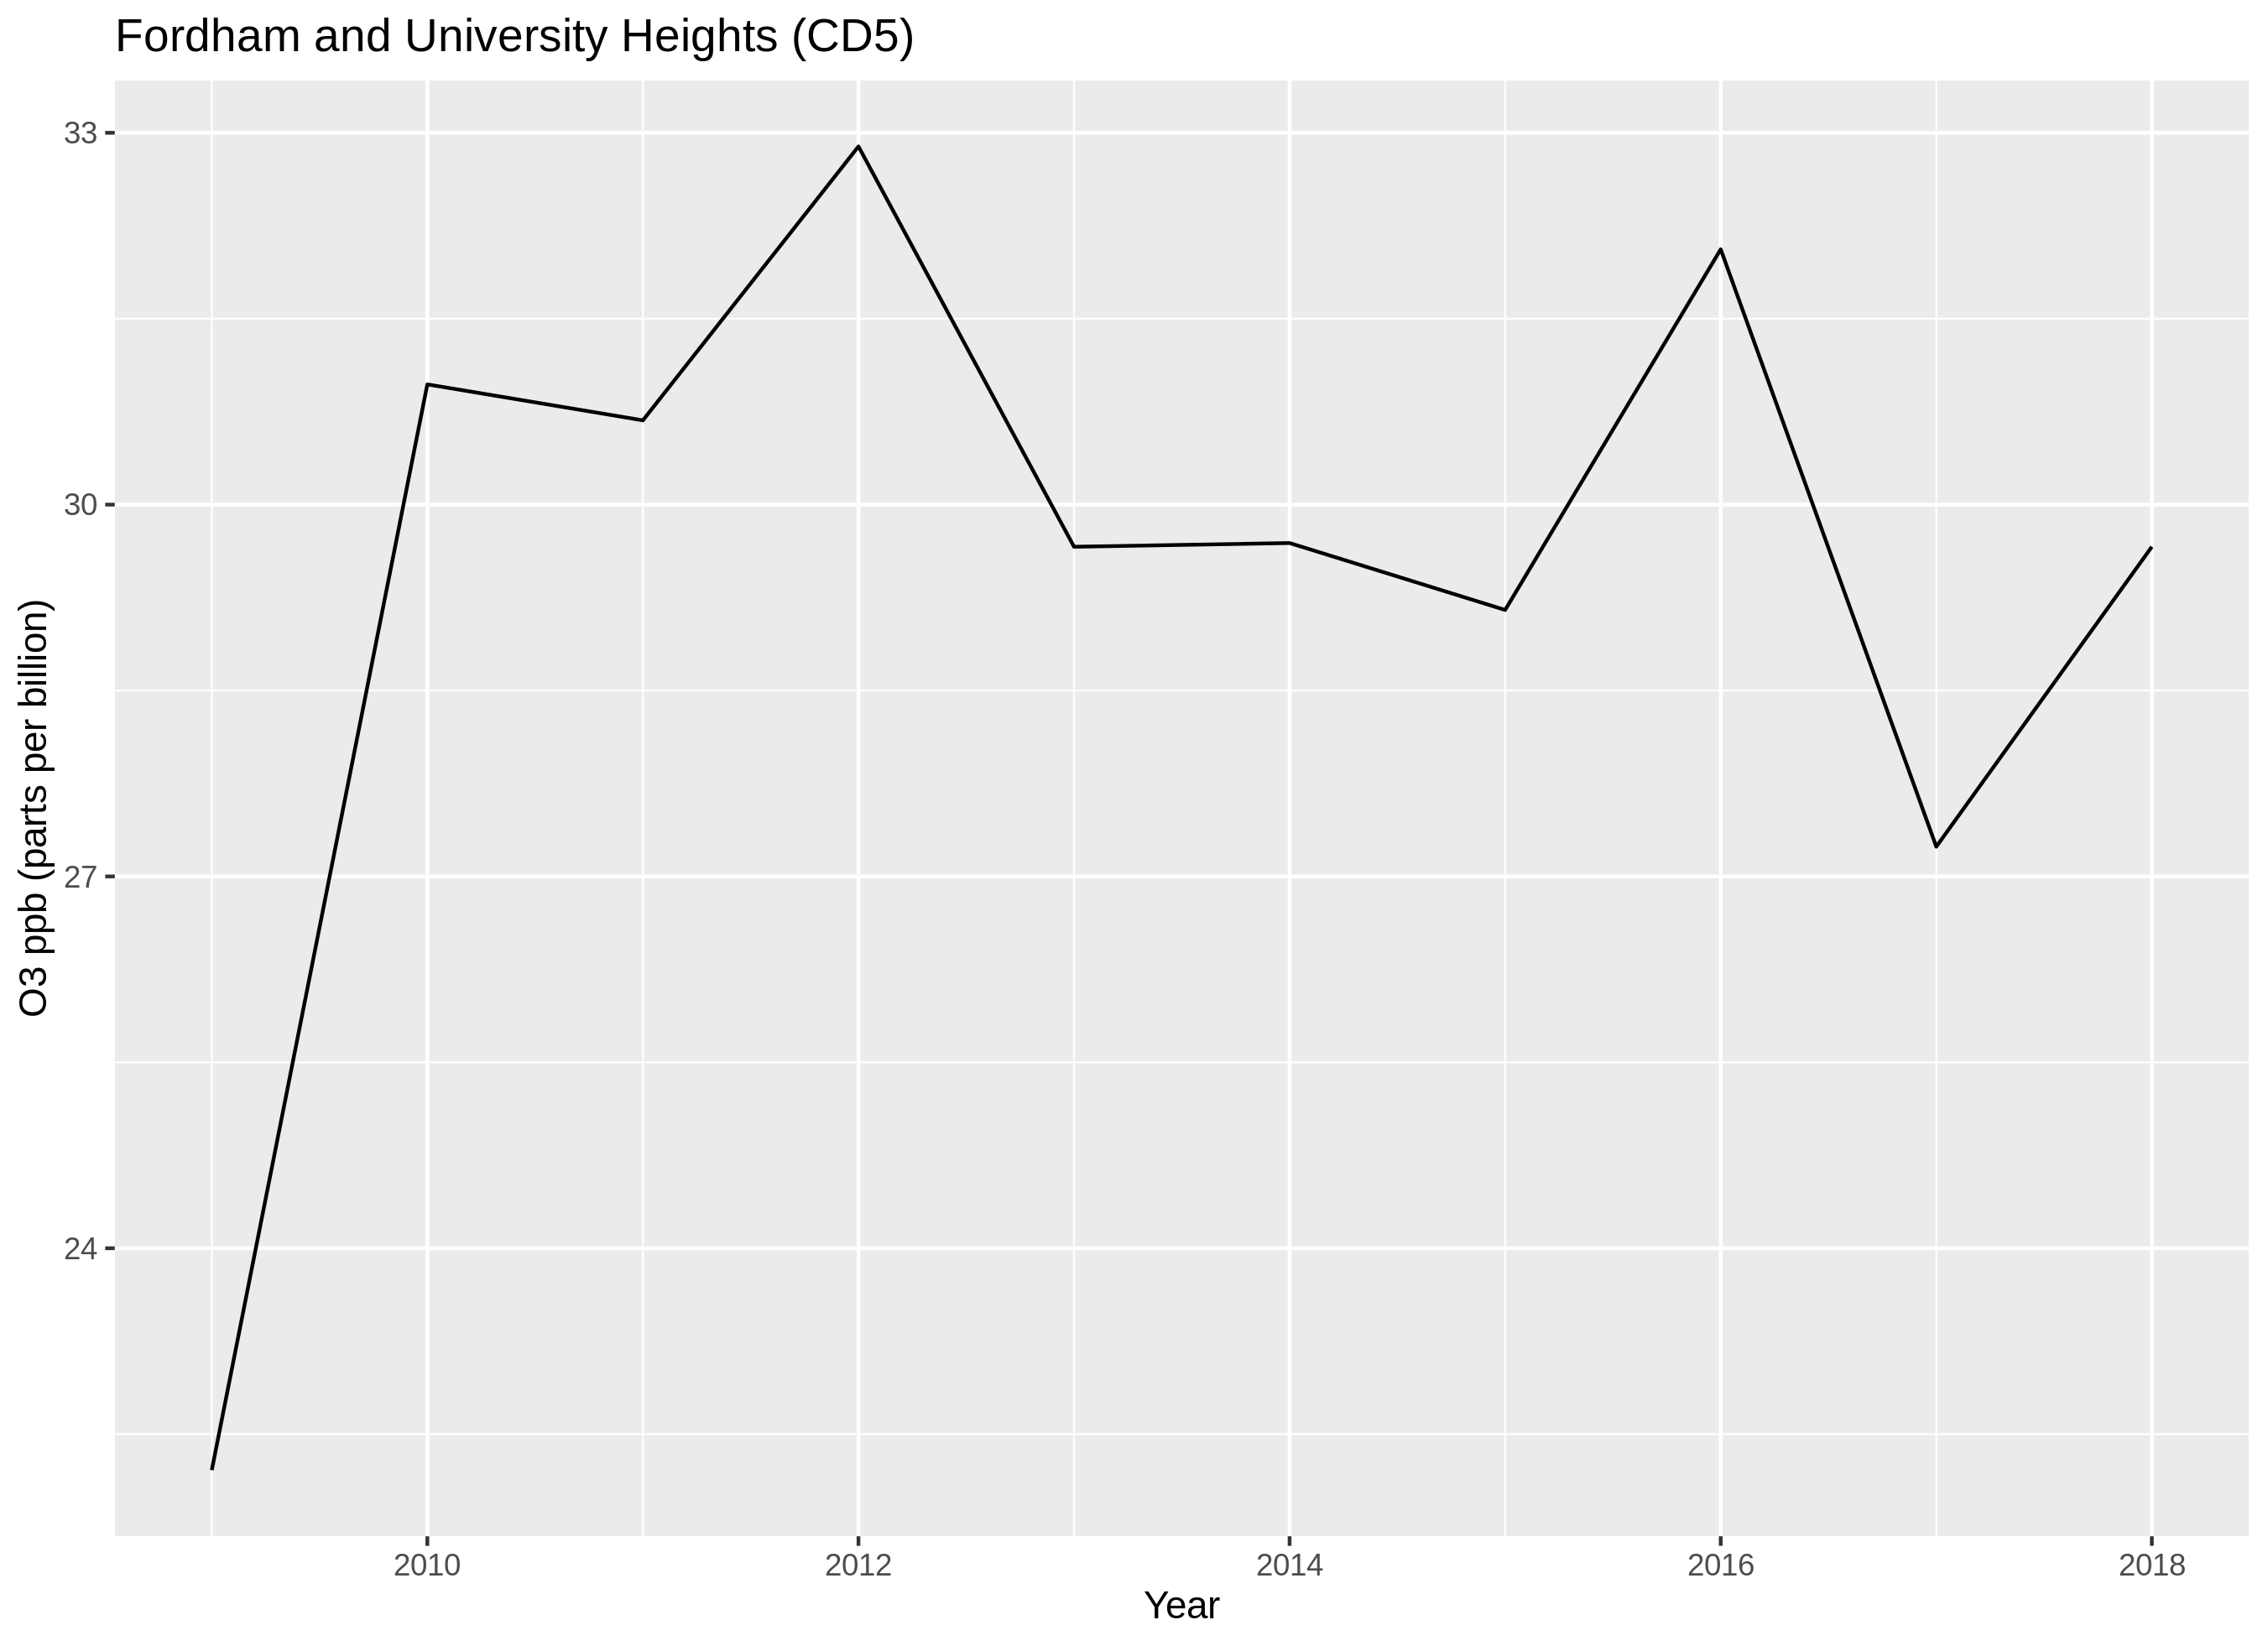 Fordham and University Heights (CD5)
O3 ppb (parts per billion)
33
30
27
24
2010 2012 2014 2016 2018
Year